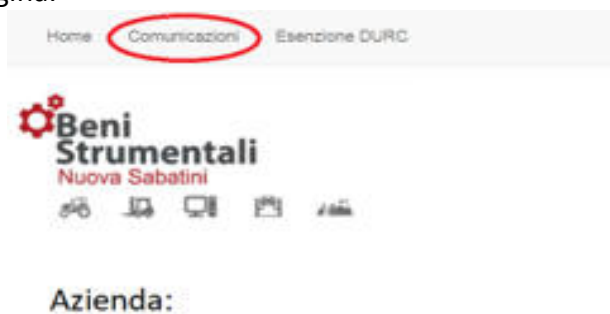 Home Comunicazioni Esenzione DURC
Beni
Strumentali
Nuova Sabatini
Azienda: